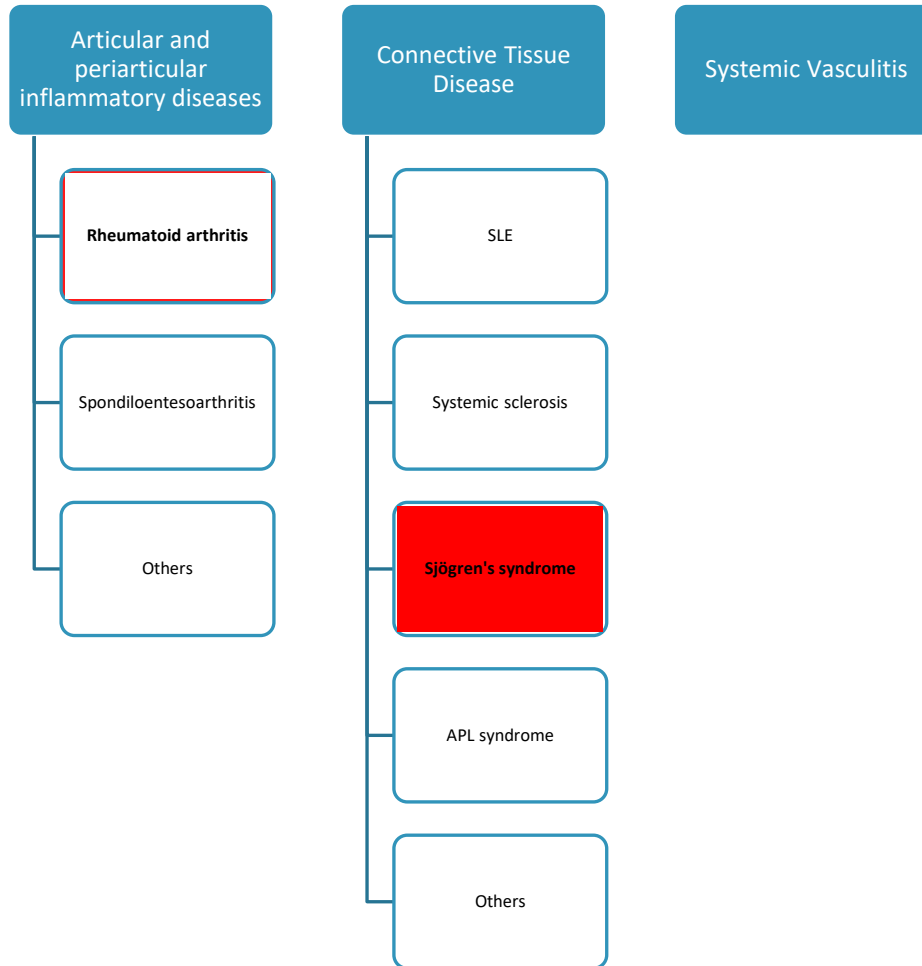 Articular and
periarticular
inflammatory diseases
Rheumatoid arthritis
Spondiloentesoarthritis
Others
Connective Tissue
Disease
SLE
Systemic sclerosis
Sjögren's syndrome
APL syndrome
Others
Systemic Vasculitis